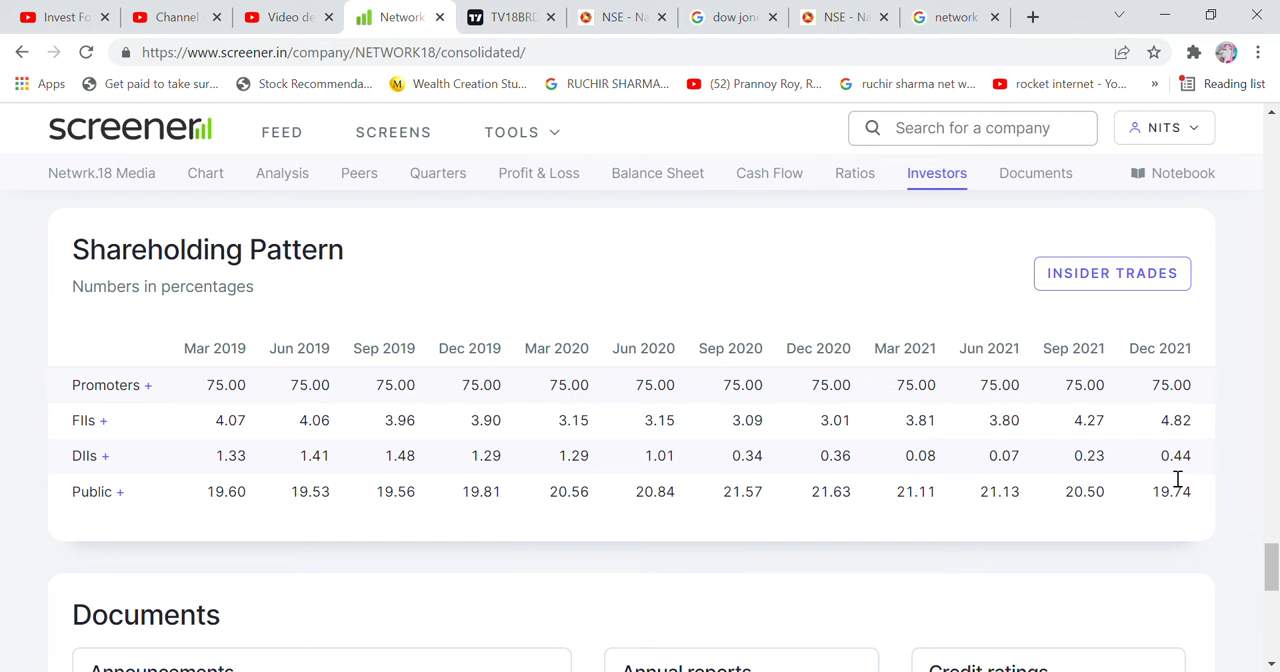 Invest Fo
Channel
Video de
Network
TV18BRD
NSE - Na
dow jon
NSE - Na
network
https://www.screener.in/company/NETWORK18/consolidated/
Apps
Get paid to take sur...
Stock Recommenda...
Wealth Creation Stu...
RUCHIR SHARMA...
(52) Prannoy Roy, R...
ruchir sharma net w...
rocket internet - Yo...
»
Reading list
screener
FEED
SCREENS
TOOLS
Search for a company
NITS
Netwrk.18 Media
Chart
Analysis
Peers
Quarters
Profit & Loss
Balance Sheet
Cash Flow
Ratios
Investors
Documents
Notebook
Shareholding Pattern
Numbers in percentages
INSIDER TRADES
Mar 2019 Jun 2019 Sep 2019 Dec 2019 Mar 2020 Jun 2020 Sep 2020 Dec 2020 Mar 2021 Jun 2021 Sep 2021 Dec 2021
Promoters + 75.00 75.00 75.00 75.00 75.00 75.00 75.00 75.00 75.00 75.00 75.00 75.00
FIIs + 4.07 4.06 3.96 3.90 3.15 3.15 3.09 3.01 3.81 3.80 4.27 4.82
DIIs + 1.33 1.41 1.48 1.29 1.29 1.01 0.34 0.36 0.08 0.07 0.23 0.44
Public + 19.60 19.53 19.56 19.81 20.56 20.84 21.57 21.63 21.11 21.13 20.50 19.74
Documents
Announcements
Annual reports
Credit ratings